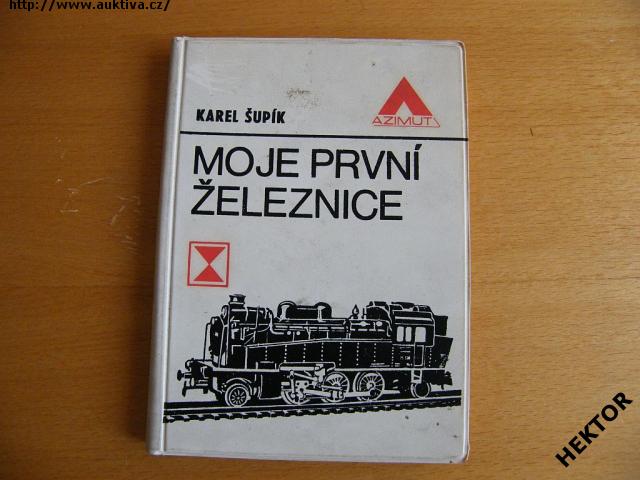 http://www.auktiva.cz/
KAREL ŠUPÍK
AZIMUT
MOJE PRVNÍ
ŽELEZNICE
HEKTOR